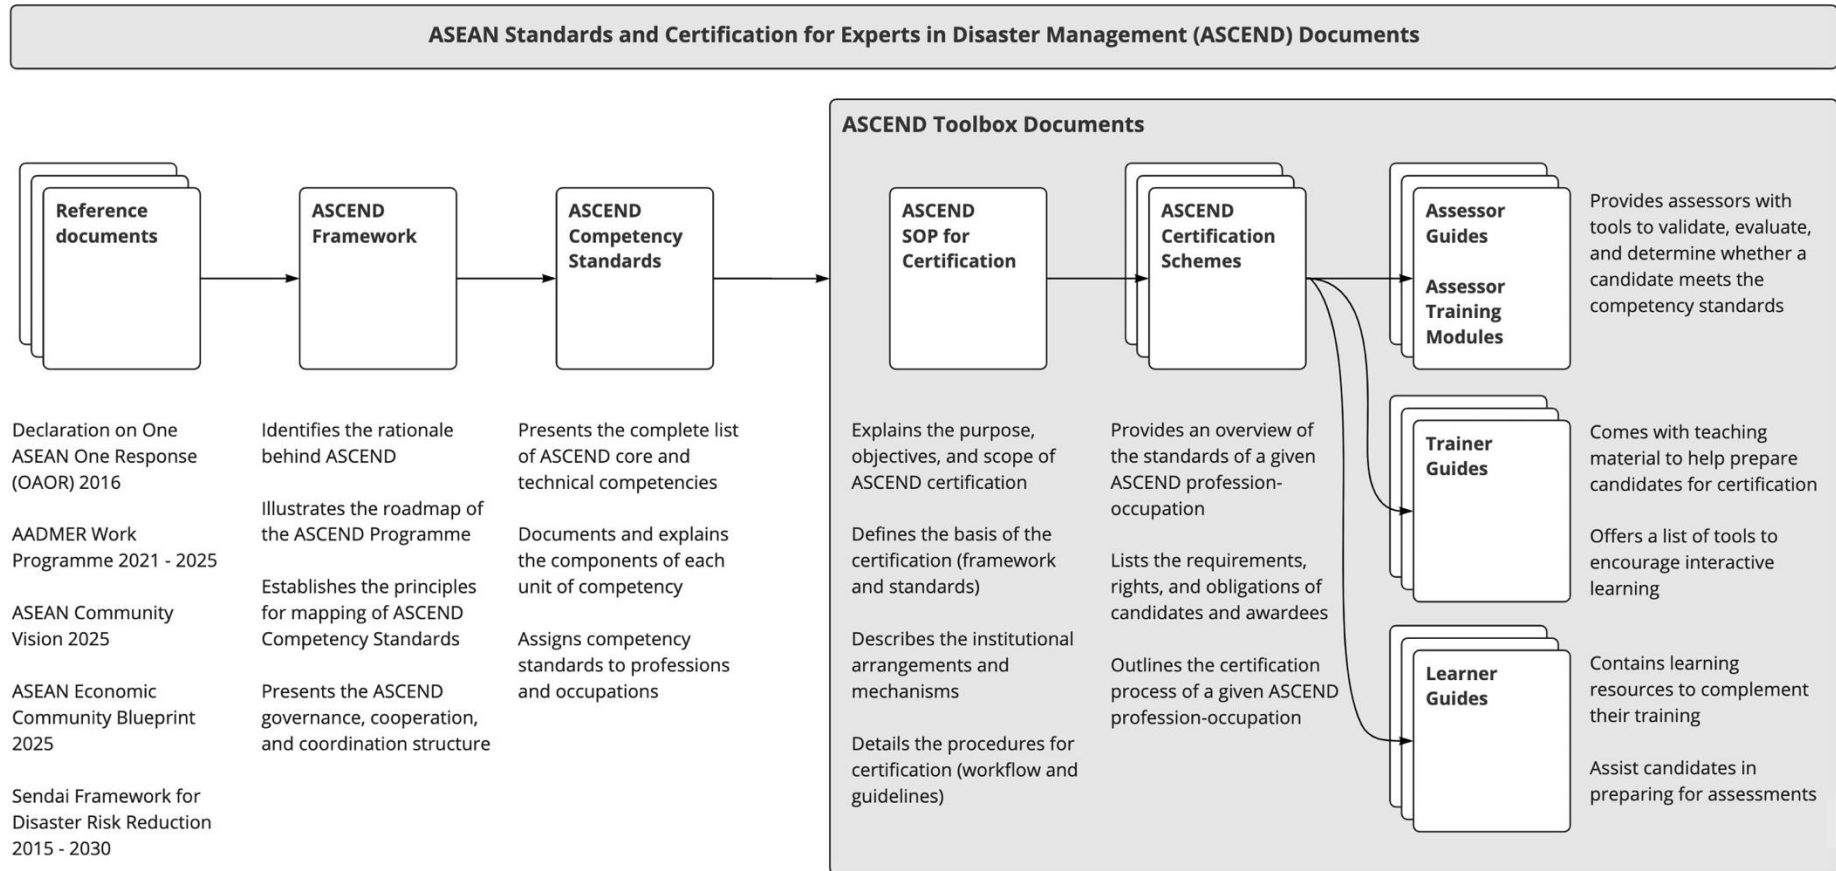 ASEAN Standards and Certification for Experts in Disaster Management (ASCEND) Documents
ASCEND Toolbox Documents
Reference
documents
ASCEND
Framework
ASCEND
Competency
Standards
ASCEND
SOP for
Certification
ASCEND
Certification
Schemes
Assessor
Guides
Assessor
Training
Modules
Provides assessors with
tools to validate, evaluate,
and determine whether a
candidate meets the
competency standards
Declaration on One
ASEAN One Response
(OAOR) 2016
AADMER Work
Programme 2021 - 2025
ASEAN Community
Vision 2025
ASEAN Economic
Community Blueprint
2025
Sendai Framework for
Disaster Risk Reduction
2015 - 2030
Identifies the rationale
behind ASCEND
Illustrates the roadmap of
the ASCEND Programme
Establishes the principles
for mapping of ASCEND
Competency Standards
Presents the ASCEND
governance, cooperation,
and coordination structure
Presents the complete list
of ASCEND core and
technical competencies
Documents and explains
the components of each
unit of competency
Assigns competency
standards to professions
and occupations
Explains the purpose,
objectives, and scope of
ASCEND certification
Defines the basis of the
certification (framework
and standards)
Describes the institutional
arrangements and
mechanisms
Details the procedures for
certification (workflow and
guidelines)
Provides an overview of
the standards of a given
ASCEND profession-
occupation
Lists the requirements,
rights, and obligations of
candidates and awardees
Outlines the certification
process of a given ASCEND
profession-occupation
Trainer
Guides
Comes with teaching
material to help prepare
candidates for certification
Offers a list of tools to
encourage interactive
learning
Learner
Guides
Contains learning
resources to complement
their training
Assist candidates in
preparing for assessments